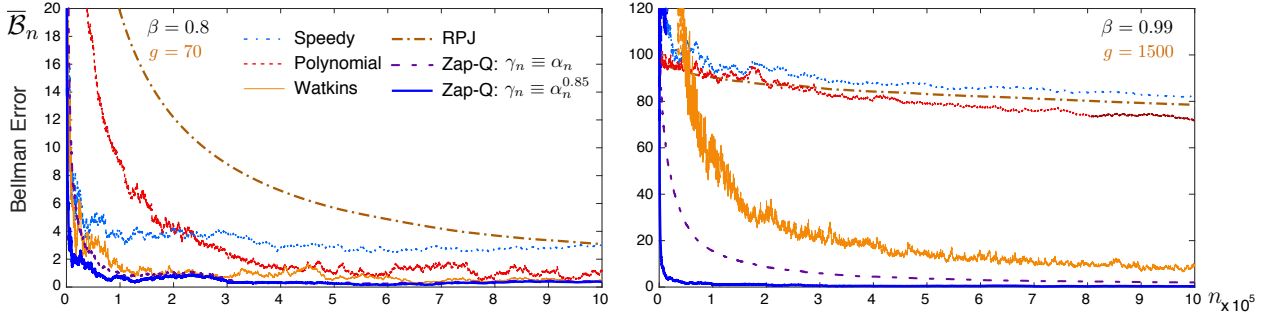 B̄ₙ
Bellman Error
20
18
16
14
12
10
8
6
4
2
0
β = 0.8
g = 70
Speedy
Polynomial
Watkins
RPJ
Zap-Q: γₙ ≡ αₙ
Zap-Q: γₙ ≡ αₙ^0.85
0 1 2 3 4 5 6 7 8 9 10
120
100
80
60
40
20
0
β = 0.99
g = 1500
0 1 2 3 4 5 6 7 8 9 10
n x 10⁵